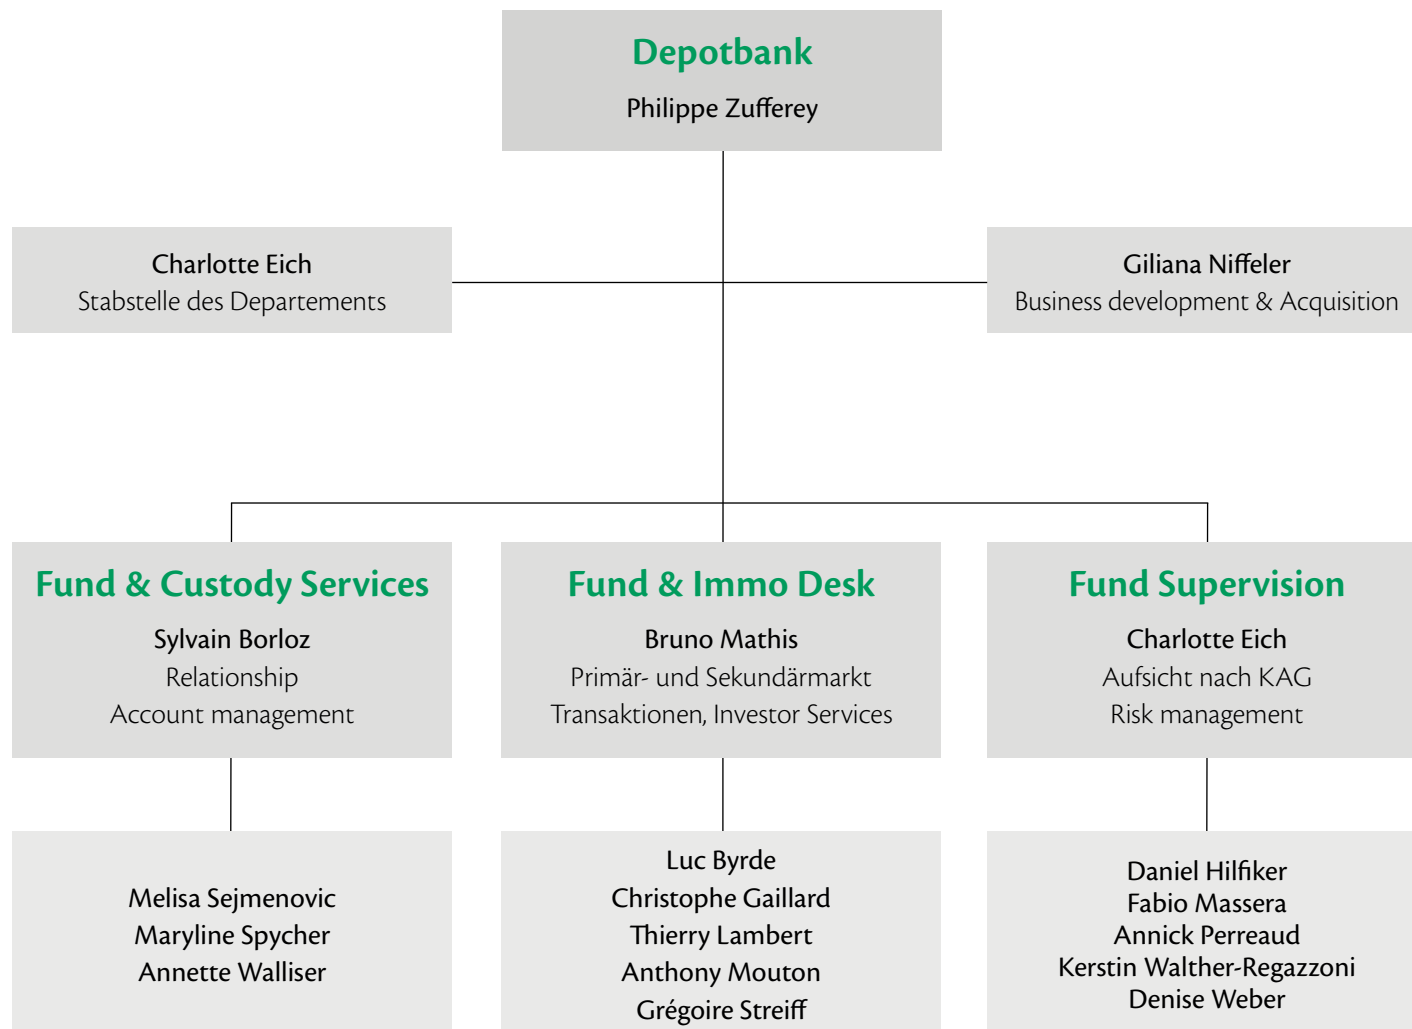 Depotbank
Philippe Zufferey
Charlotte Eich
Stabstelle des Departements
Giliana Niffeler
Business development & Acquisition
Fund & Custody Services
Sylvain Borloz
Relationship
Account management
Fund & Immo Desk
Bruno Mathis
Primär- und Sekundärmarkt
Transaktionen, Investor Services
Fund Supervision
Charlotte Eich
Aufsicht nach KAG
Risk management
Melisa Sejmenovic
Maryline Spycher
Annette Walliser
Luc Byrde
Christophe Gaillard
Thierry Lambert
Anthony Mouton
Grégoire Streiff
Daniel Hilfiker
Fabio Massera
Annick Perreaud
Kerstin Walther-Regazzoni
Denise Weber